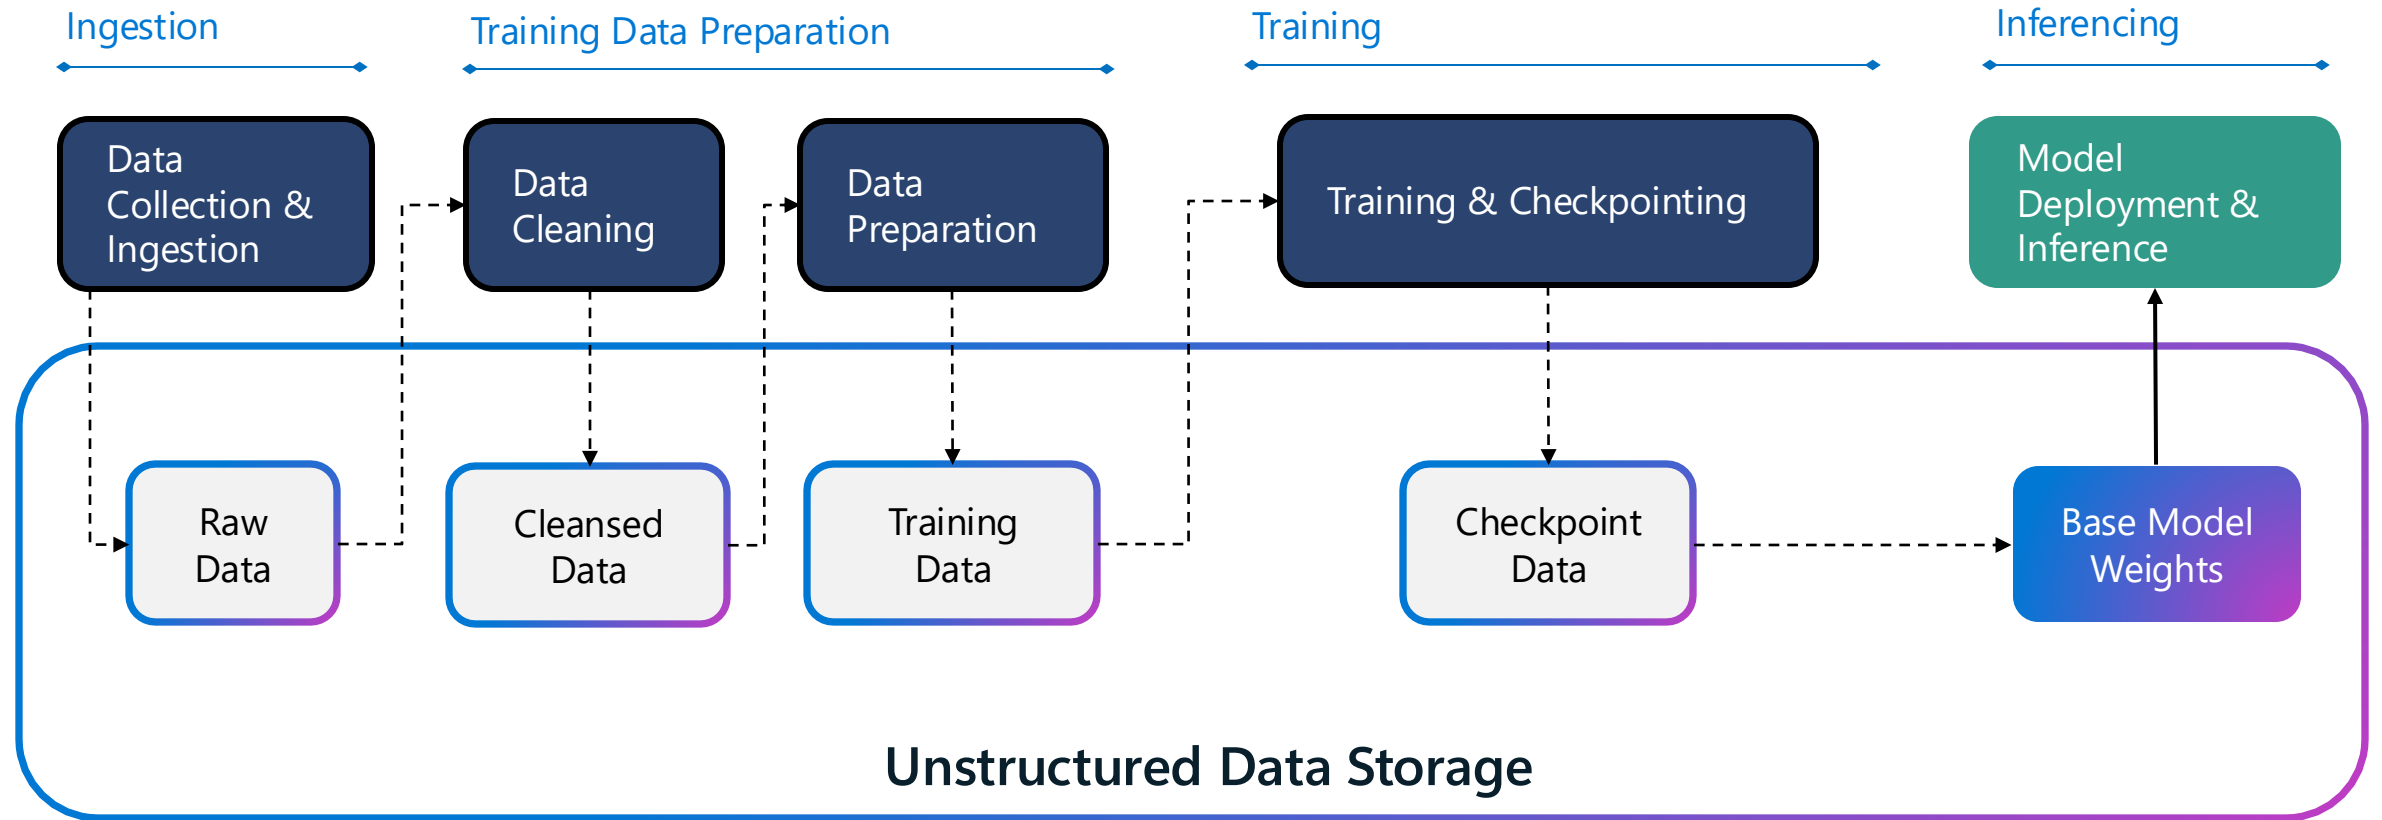 Ingestion
Training Data Preparation
Training
Inferencing
Data
Collection &
Ingestion
Data
Cleaning
Data
Preparation
Training & Checkpointing
Model
Deployment &
Inference
Raw
Data
Cleansed
Data
Training
Data
Checkpoint
Data
Base Model
Weights
Unstructured Data Storage